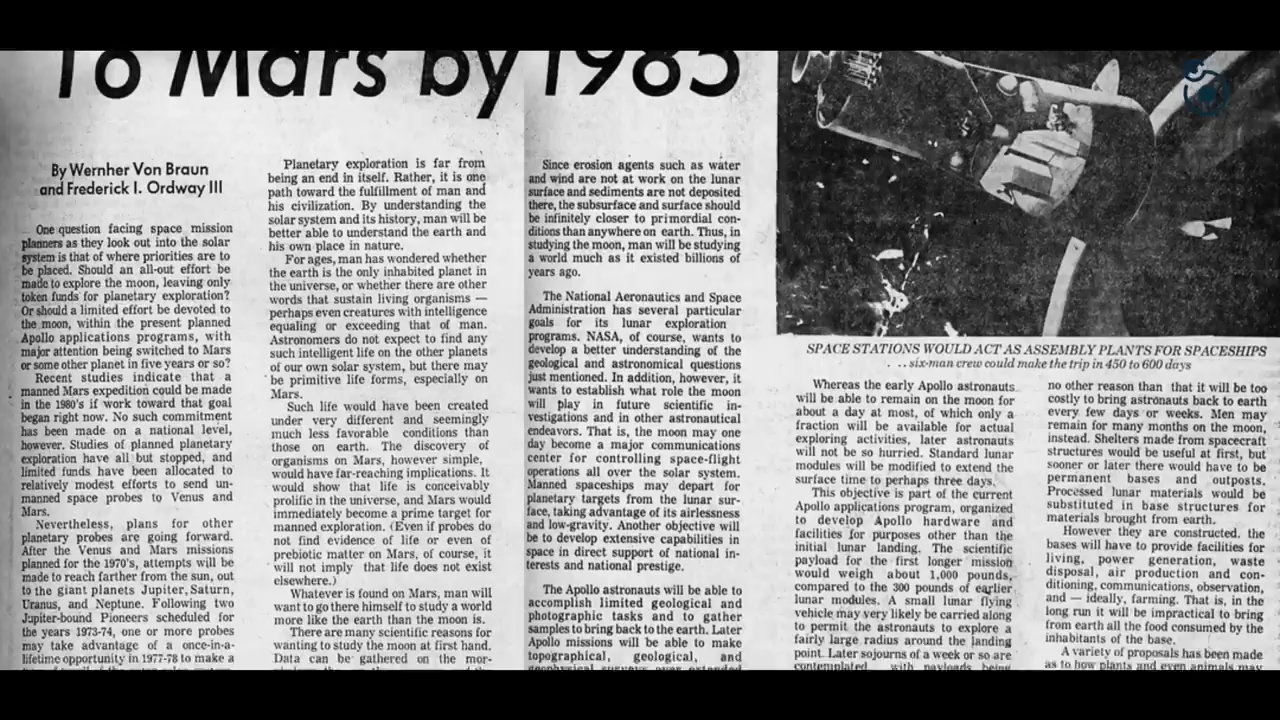 To Mars by 1985
By Wernher Von Braun
and Frederick I. Ordway III
One question facing space mission
planners as they look out into the solar
system is that of where priorities are to
be placed. Should an all-out effort be
made to explore the moon, leaving only
token funds for planetary exploration?
Or should a limited effort be devoted to
the moon, within the present planned
Apollo applications programs, with
major attention being switched to Mars
or some other planet in five years or so?
Recent studies indicate that a
manned Mars expedition could be made
in the 1980's if work toward that goal
began right now. No such commitment
has been made on a national level,
however. Studies of planned planetary
exploration have all but stopped, and
limited funds have been allocated to
relatively modest efforts to send un-
manned space probes to Venus and
Mars.
Nevertheless, plans for other
planetary probes are going forward.
After the Venus and Mars missions
planned for the 1970's, attempts will be
made to reach farther from the sun, out
to the giant planets Jupiter, Saturn,
Uranus, and Neptune. Following two
Jupiter-bound Pioneers scheduled for
the years 1973-74, one or more probes
may take advantage of a once-in-a-
lifetime opportunity in 1977-78 to make a
Planetary exploration is far from
being an end in itself. Rather, it is one
path toward the fulfillment of man and
his civilization. By understanding the
solar system and its history, man will be
better able to understand the earth and
his own place in nature.
For ages, man has wondered whether
the earth is the only inhabited planet in
the universe, or whether there are other
words that sustain living organisms —
perhaps even creatures with intelligence
equaling or exceeding that of man.
Astronomers do not expect to find any
such intelligent life on the other planets
of our own solar system, but there may
be primitive life forms, especially on
Mars.
Such life would have been created
under very different and seemingly
much less favorable conditions than
those on earth. The discovery of
organisms on Mars, however simple,
would have far-reaching implications. It
would show that life is conceivably
prolific in the universe, and Mars would
immediately become a prime target for
manned exploration. (Even if probes do
not find evidence of life or even of
prebiotic matter on Mars, of course, it
will not imply that life does not exist
elsewhere.)
Whatever is found on Mars, man will
want to go there himself to study a world
more like the earth than the moon is.
There are many scientific reasons for
wanting to study the moon at first hand.
Data can be gathered on the mor-
Since erosion agents such as water
and wind are not at work on the lunar
surface and sediments are not deposited
there, the subsurface and surface should
be infinitely closer to primordial con-
ditions than anywhere on earth. Thus, in
studying the moon, man will be studying
a world much as it existed billions of
years ago.
The National Aeronautics and Space
Administration has several particular
goals for its lunar exploration
programs. NASA, of course, wants to
develop a better understanding of the
geological and astronomical questions
just mentioned. In addition, however, it
wants to establish what role the moon
will play in future scientific in-
vestigations and in other astronautical
endeavors. That is, the moon may one
day become a major communications
center for controlling space-flight
operations all over the solar system.
Manned spaceships may depart for
planetary targets from the lunar sur-
face, taking advantage of its airlessness
and low-gravity. Another objective will
be to develop extensive capabilities in
space in direct support of national in-
terests and national prestige.
The Apollo astronauts will be able to
accomplish limited geological and
photographic tasks and to gather
samples to bring back to the earth. Later
Apollo missions will be able to make
topographical, geological, and
geophysical surveys over extended
SPACE STATIONS WOULD ACT AS ASSEMBLY PLANTS FOR SPACESHIPS
. . . six-man crew could make the trip in 450 to 600 days
Whereas the early Apollo astronauts
will be able to remain on the moon for
about a day at most, of which only a
fraction will be available for actual
exploring activities, later astronauts
will not be so hurried. Standard lunar
modules will be modified to extend the
surface time to perhaps three days.
This objective is part of the current
Apollo applications program, organized
to develop Apollo hardware and
facilities for purposes other than the
initial lunar landing. The scientific
payload for the first longer mission
would weigh about 1,000 pounds,
compared to the 300 pounds of earlier
lunar modules. A small lunar flying
vehicle may very likely be carried along
to permit the astronauts to explore a
fairly large radius around the landing
point. Later sojourns of a week or so are
contemplated with payloads being
no other reason than that it will be too
costly to bring astronauts back to earth
every few days or weeks. Men may
remain for many months on the moon,
instead. Shelters made from spacecraft
structures would be useful at first, but
sooner or later there would have to be
permanent bases and outposts.
Processed lunar materials would be
substituted in base structures for
materials brought from earth.
However they are constructed. the
bases will have to provide facilities for
living, power generation, waste
disposal, air production and con-
ditioning, communications, observation,
and — ideally, farming. That is, in the
long run it will be impractical to bring
from earth all the food consumed by the
inhabitants of the base.
A variety of proposals has been made
as to how plants and even animals may